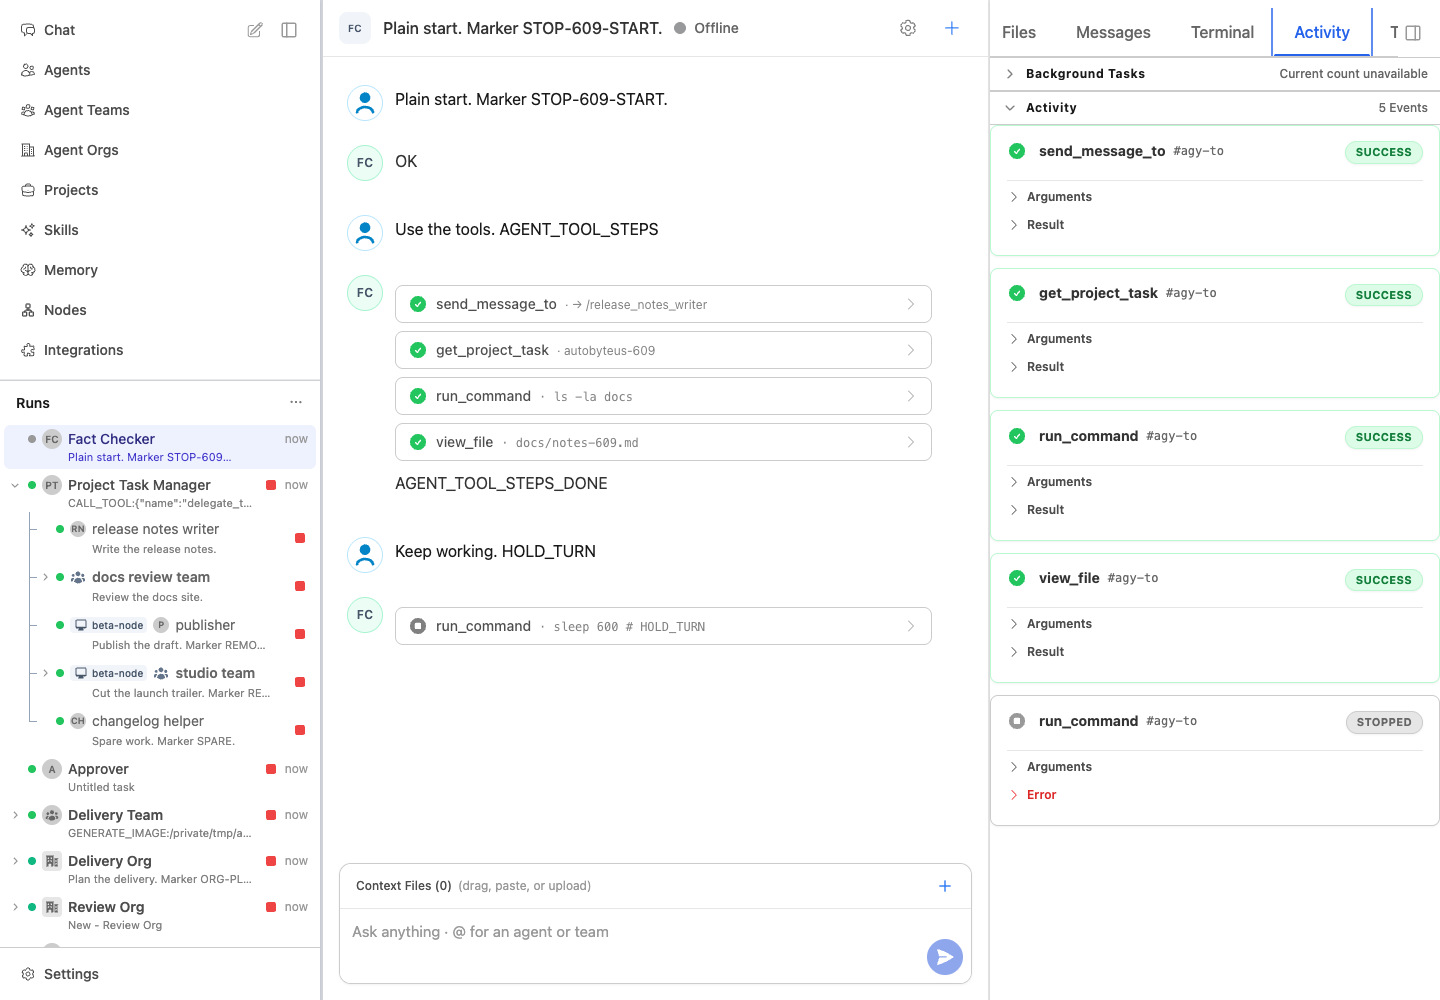 Chat
Agents
Agent Teams
Agent Orgs
Projects
Skills
Memory
Nodes
Integrations
Runs
FC Fact Checker now
Plain start. Marker STOP-609...
PT Project Task Manager now
CALL_TOOL:{"name":"delegate_t...
RN release notes writer
Write the release notes.
docs review team
Review the docs site.
beta-node P publisher
Publish the draft. Marker REMO...
beta-node studio team
Cut the launch trailer. Marker RE...
CH changelog helper
Spare work. Marker SPARE.
A Approver now
Untitled task
Delivery Team now
GENERATE_IMAGE:/private/tmp/a...
Delivery Org now
Plan the delivery. Marker ORG-PL...
Review Org now
New - Review Org
Settings
FC Plain start. Marker STOP-609-START. Offline
Plain start. Marker STOP-609-START.
FC OK
Use the tools. AGENT_TOOL_STEPS
FC
send_message_to · → /release_notes_writer
get_project_task · autobyteus-609
run_command · ls -la docs
view_file · docs/notes-609.md
AGENT_TOOL_STEPS_DONE
Keep working. HOLD_TURN
FC
run_command · sleep 600 # HOLD_TURN
Context Files (0) (drag, paste, or upload)
Ask anything · @ for an agent or team
Files Messages Terminal Activity T
Background Tasks Current count unavailable
Activity 5 Events
send_message_to #agy-to SUCCESS
Arguments
Result
get_project_task #agy-to SUCCESS
Arguments
Result
run_command #agy-to SUCCESS
Arguments
Result
view_file #agy-to SUCCESS
Arguments
Result
run_command #agy-to STOPPED
Arguments
Error